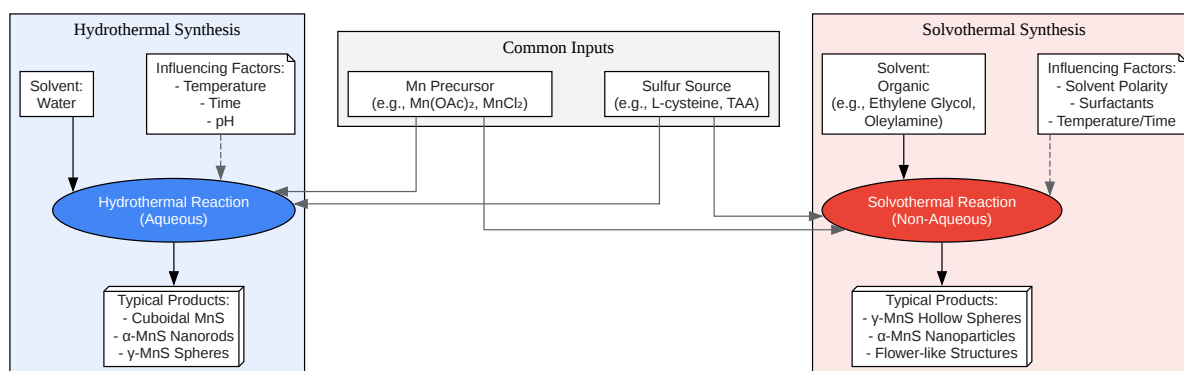 Hydrothermal Synthesis
Solvent:
Water
Influencing Factors:
- Temperature
- Time
- pH
Hydrothermal Reaction
(Aqueous)
Typical Products:
- Cuboidal MnS
- α-MnS Nanorods
- γ-MnS Spheres
Common Inputs
Mn Precursor
(e.g., Mn(OAc)₂, MnCl₂)
Sulfur Source
(e.g., L-cysteine, TAA)
Solvothermal Synthesis
Solvent:
Organic
(e.g., Ethylene Glycol,
Oleylamine)
Influencing Factors:
- Solvent Polarity
- Surfactants
- Temperature/Time
Solvothermal Reaction
(Non-Aqueous)
Typical Products:
- γ-MnS Hollow Spheres
- α-MnS Nanoparticles
- Flower-like Structures